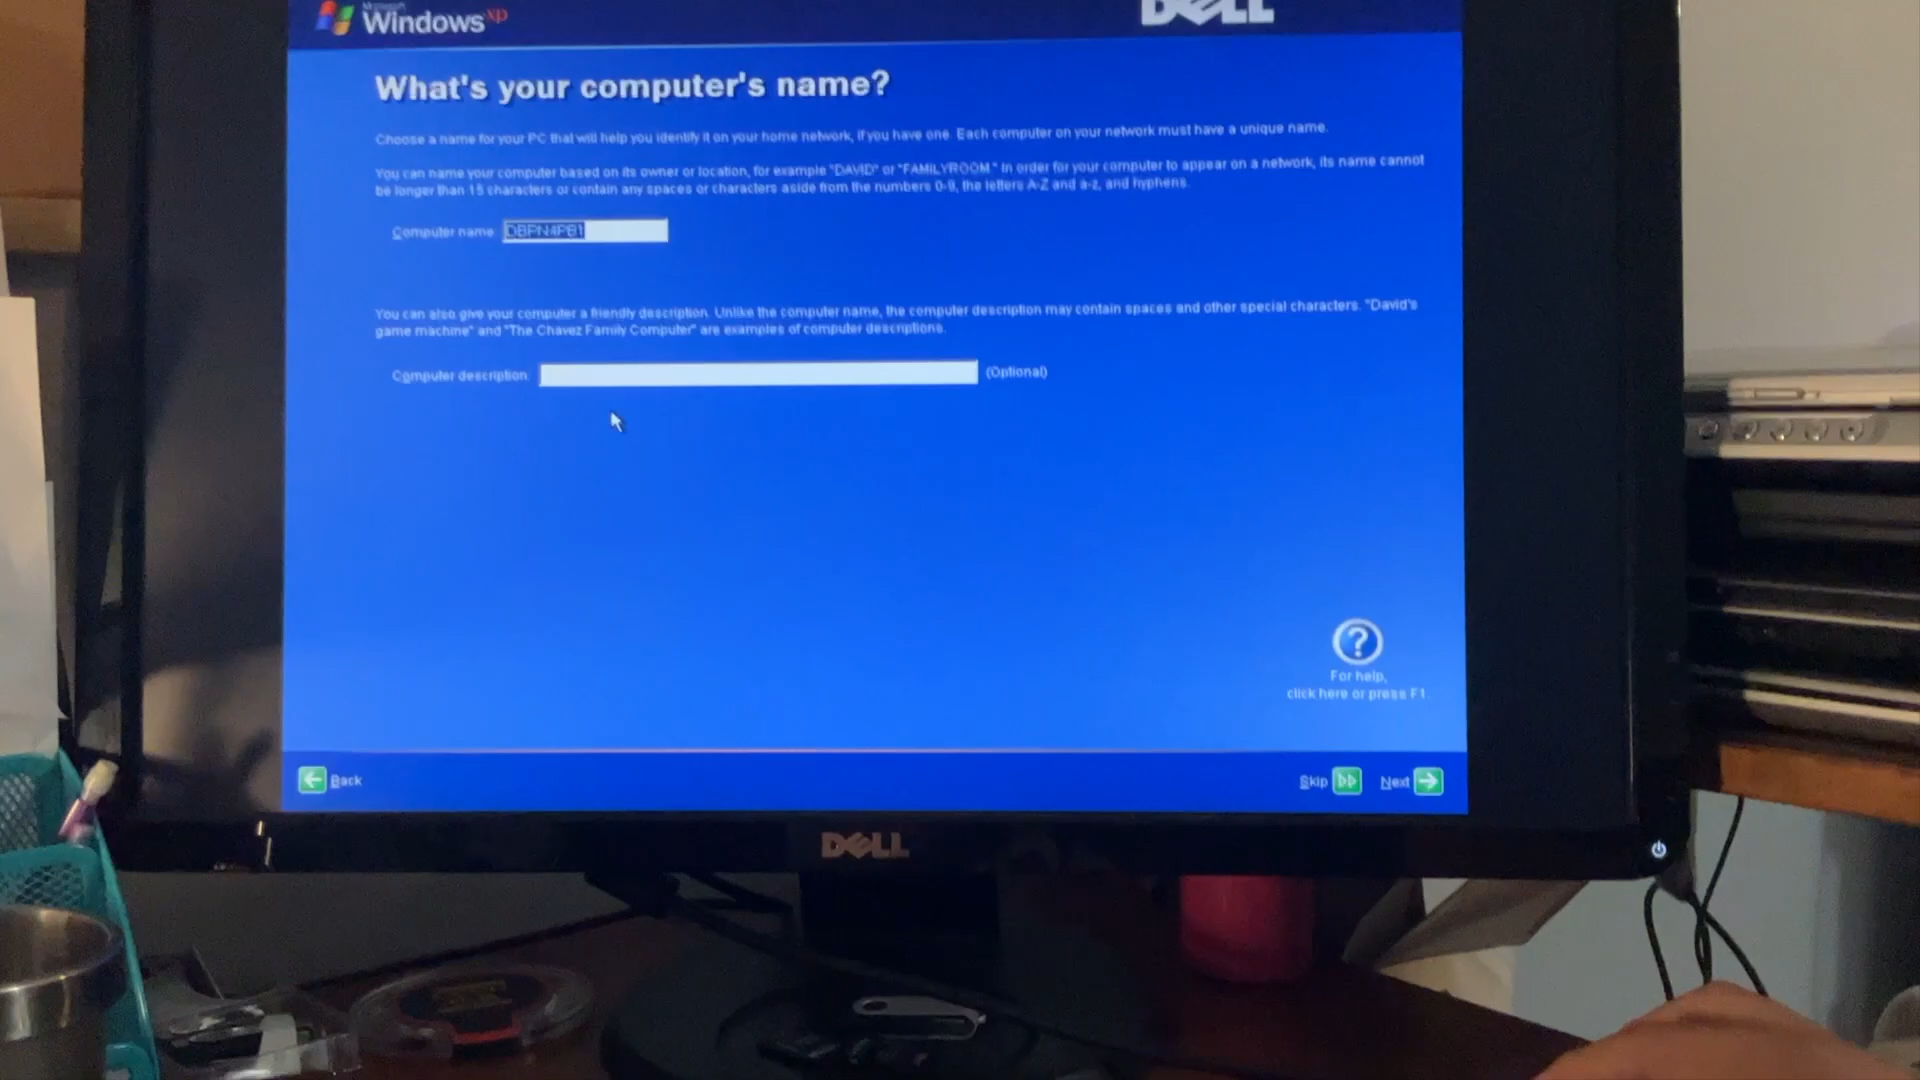 Microsoft
Windows xp
DELL
What's your computer's name?
Choose a name for your PC that will help you identify it on your home network, if you have one. Each computer on your network must have a unique name.
You can name your computer based on its owner or location, for example "DAVID" or "FAMILYROOM." In order for your computer to appear on a network, its name cannot
be longer than 15 characters or contain any spaces or characters aside from the numbers 0-9, the letters A-Z and a-z, and hyphens.
Computer name: DBPN4PB1
You can also give your computer a friendly description. Unlike the computer name, the computer description may contain spaces and other special characters. "David's
game machine" and "The Chavez Family Computer" are examples of computer descriptions.
Computer description: (Optional)
?
For help,
click here or press F1.
Back Skip Next
DELL